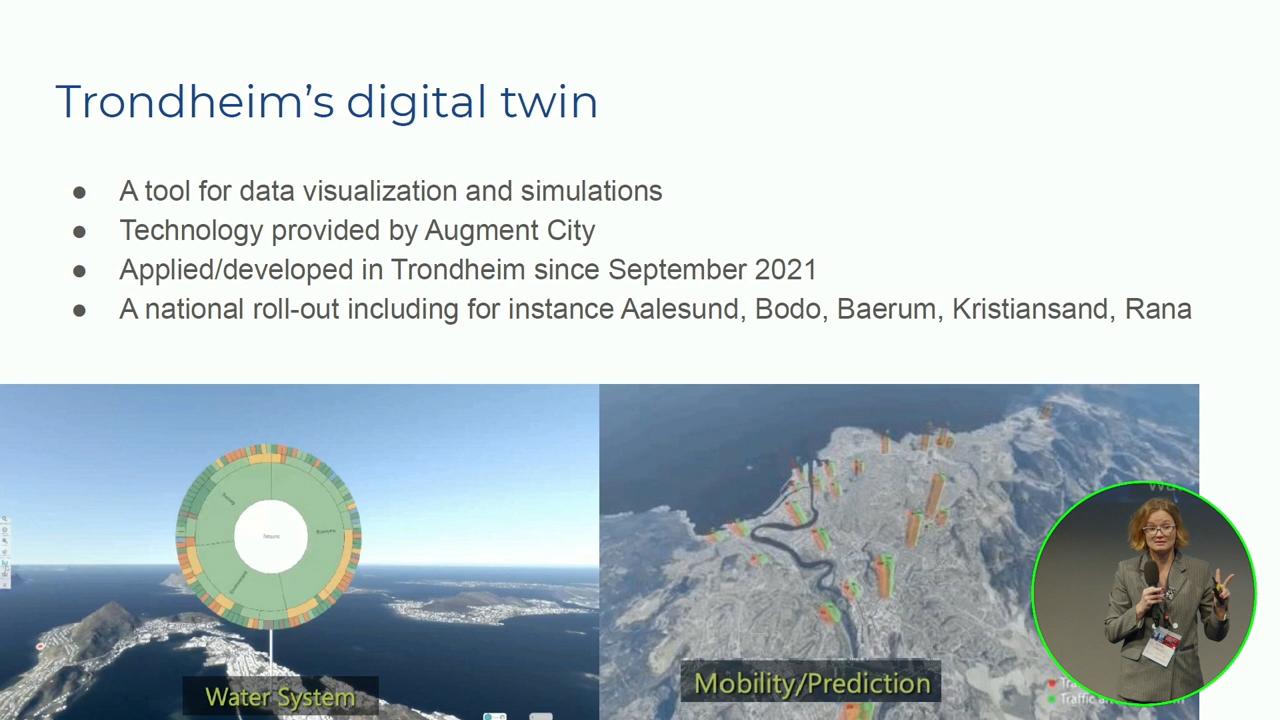 Trondheim's digital twin
● A tool for data visualization and simulations
● Technology provided by Augment City
● Applied/developed in Trondheim since September 2021
● A national roll-out including for instance Aalesund, Bodo, Baerum, Kristiansand, Rana
Water System
Mobility/Prediction
Traffic